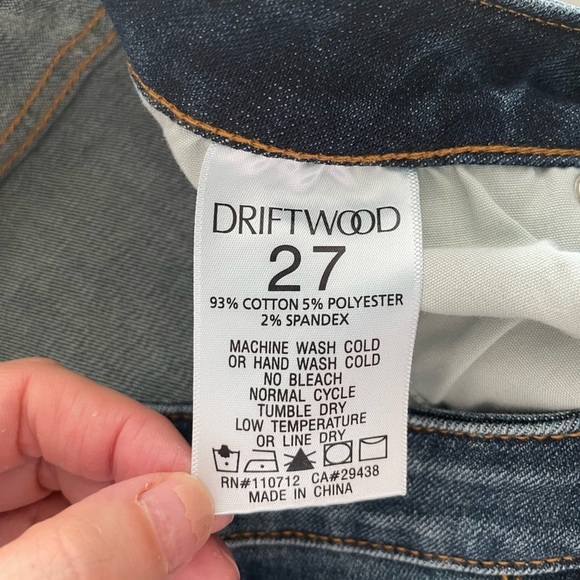 DRIFTWOOD
27
93% COTTON 5% POLYESTER
2% SPANDEX
MACHINE WASH COLD
OR HAND WASH COLD
NO BLEACH
NORMAL CYCLE
TUMBLE DRY
LOW TEMPERATURE
OR LINE DRY
RN#110712 CA#29438
MADE IN CHINA